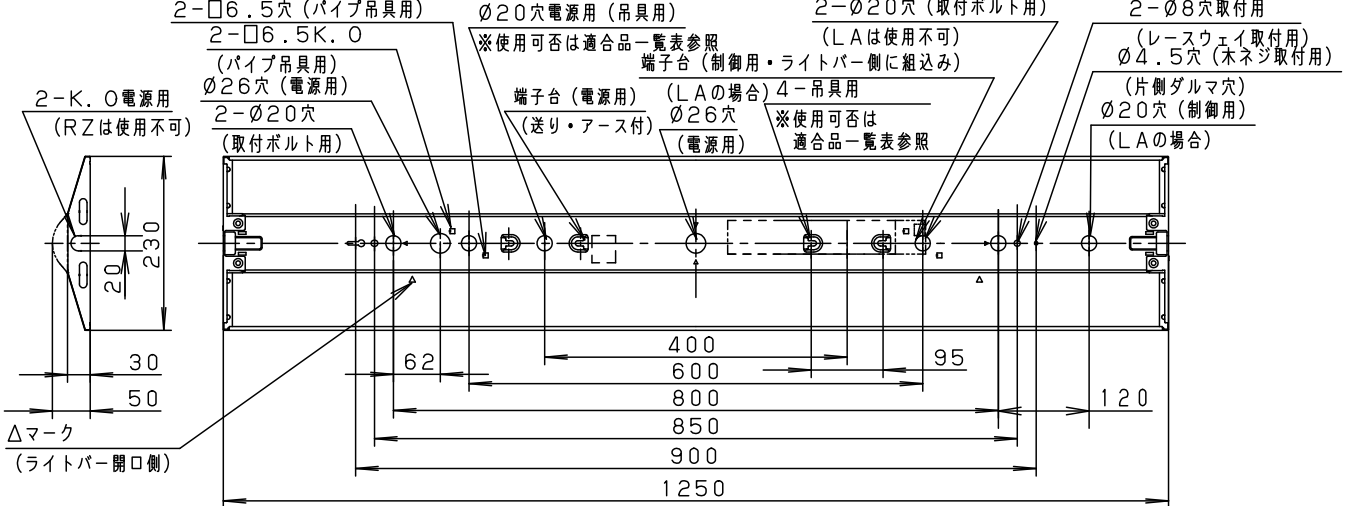 2-□6.5穴(パイプ吊具用)
2-□6.5K.O
(パイプ吊具用)
Ø26穴(電源用)
2-Ø20穴
(取付ボルト用)
2-K.O電源用
(RZは使用不可)
Ø20穴電源用(吊具用)
※使用可否は適合品一覧表参照
端子台(電源用)
(送り・アース付)
2-Ø20穴(取付ボルト用)
(LAは使用不可)
端子台(制御用・ライトバー側に組込み)
(LAの場合)
Ø26穴
(電源用)
4-吊具用
※使用可否は
適合品一覧表参照
2-Ø8穴取付用
(レースウェイ取付用)
Ø4.5穴(木ネジ取付用)
(片側ダルマ穴)
Ø20穴(制御用)
(LAの場合)
230
20
30
50
△マーク
(ライトバー開口側)
62
400
95
600
800
120
850
900
1250